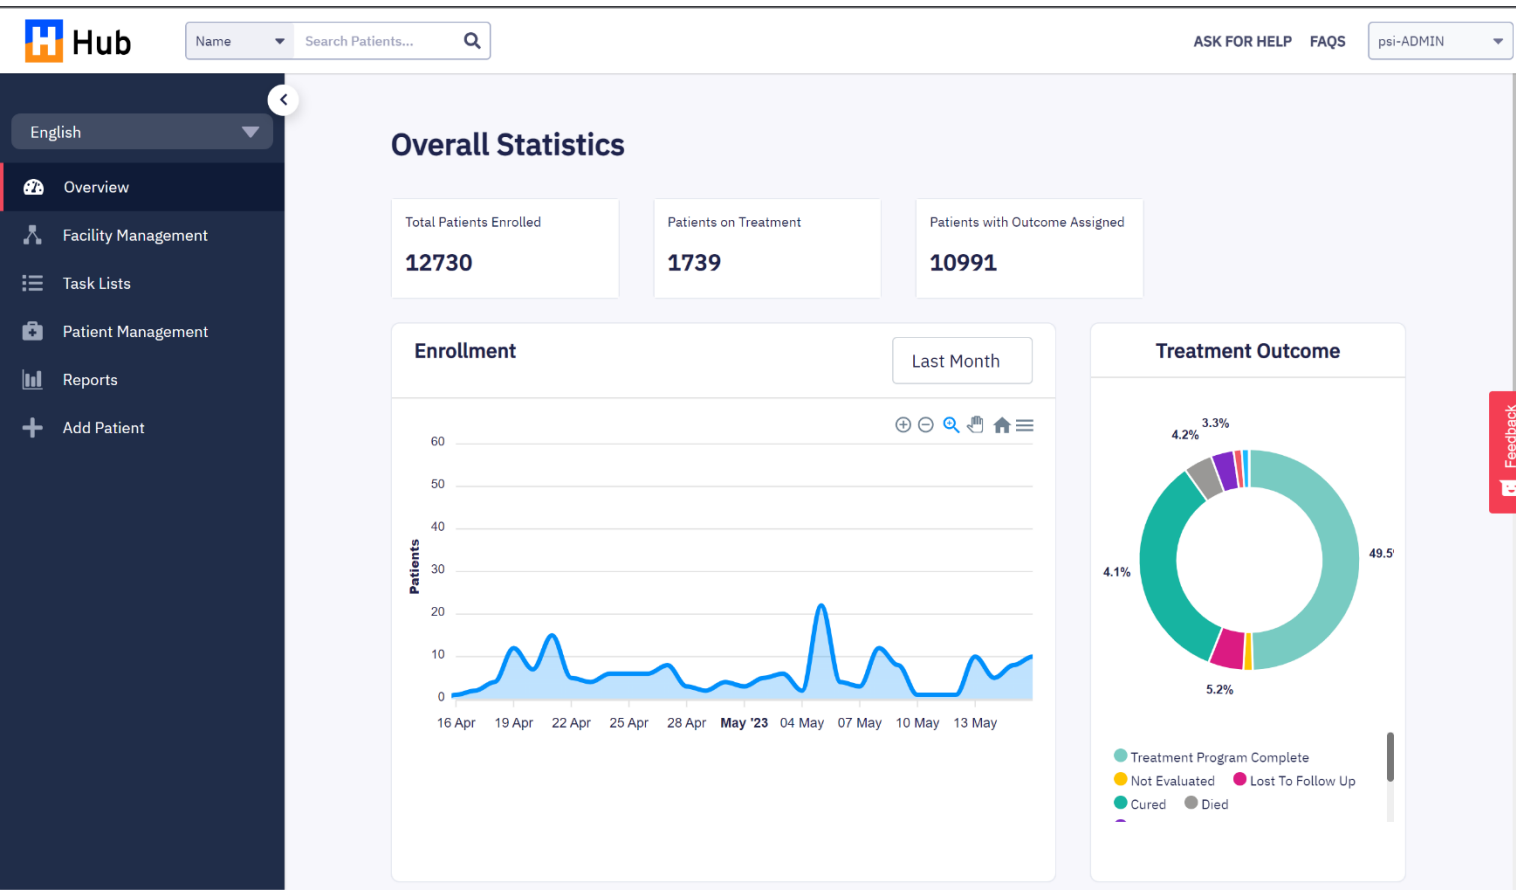 Hub
Name
Search Patients...
ASK FOR HELP
FAQS
psi-ADMIN
English
Overview
Facility Management
Task Lists
Patient Management
Reports
Add Patient
Overall Statistics
Total Patients Enrolled
12730
Patients on Treatment
1739
Patients with Outcome Assigned
10991
Enrollment
Last Month
60
50
40
30
20
10
0
Patients
16 Apr
19 Apr
22 Apr
25 Apr
28 Apr
May '23
04 May
07 May
10 May
13 May
Treatment Outcome
3.3%
4.2%
49.5
4.1%
5.2%
Treatment Program Complete
Not Evaluated
Lost To Follow Up
Cured
Died
Feedback